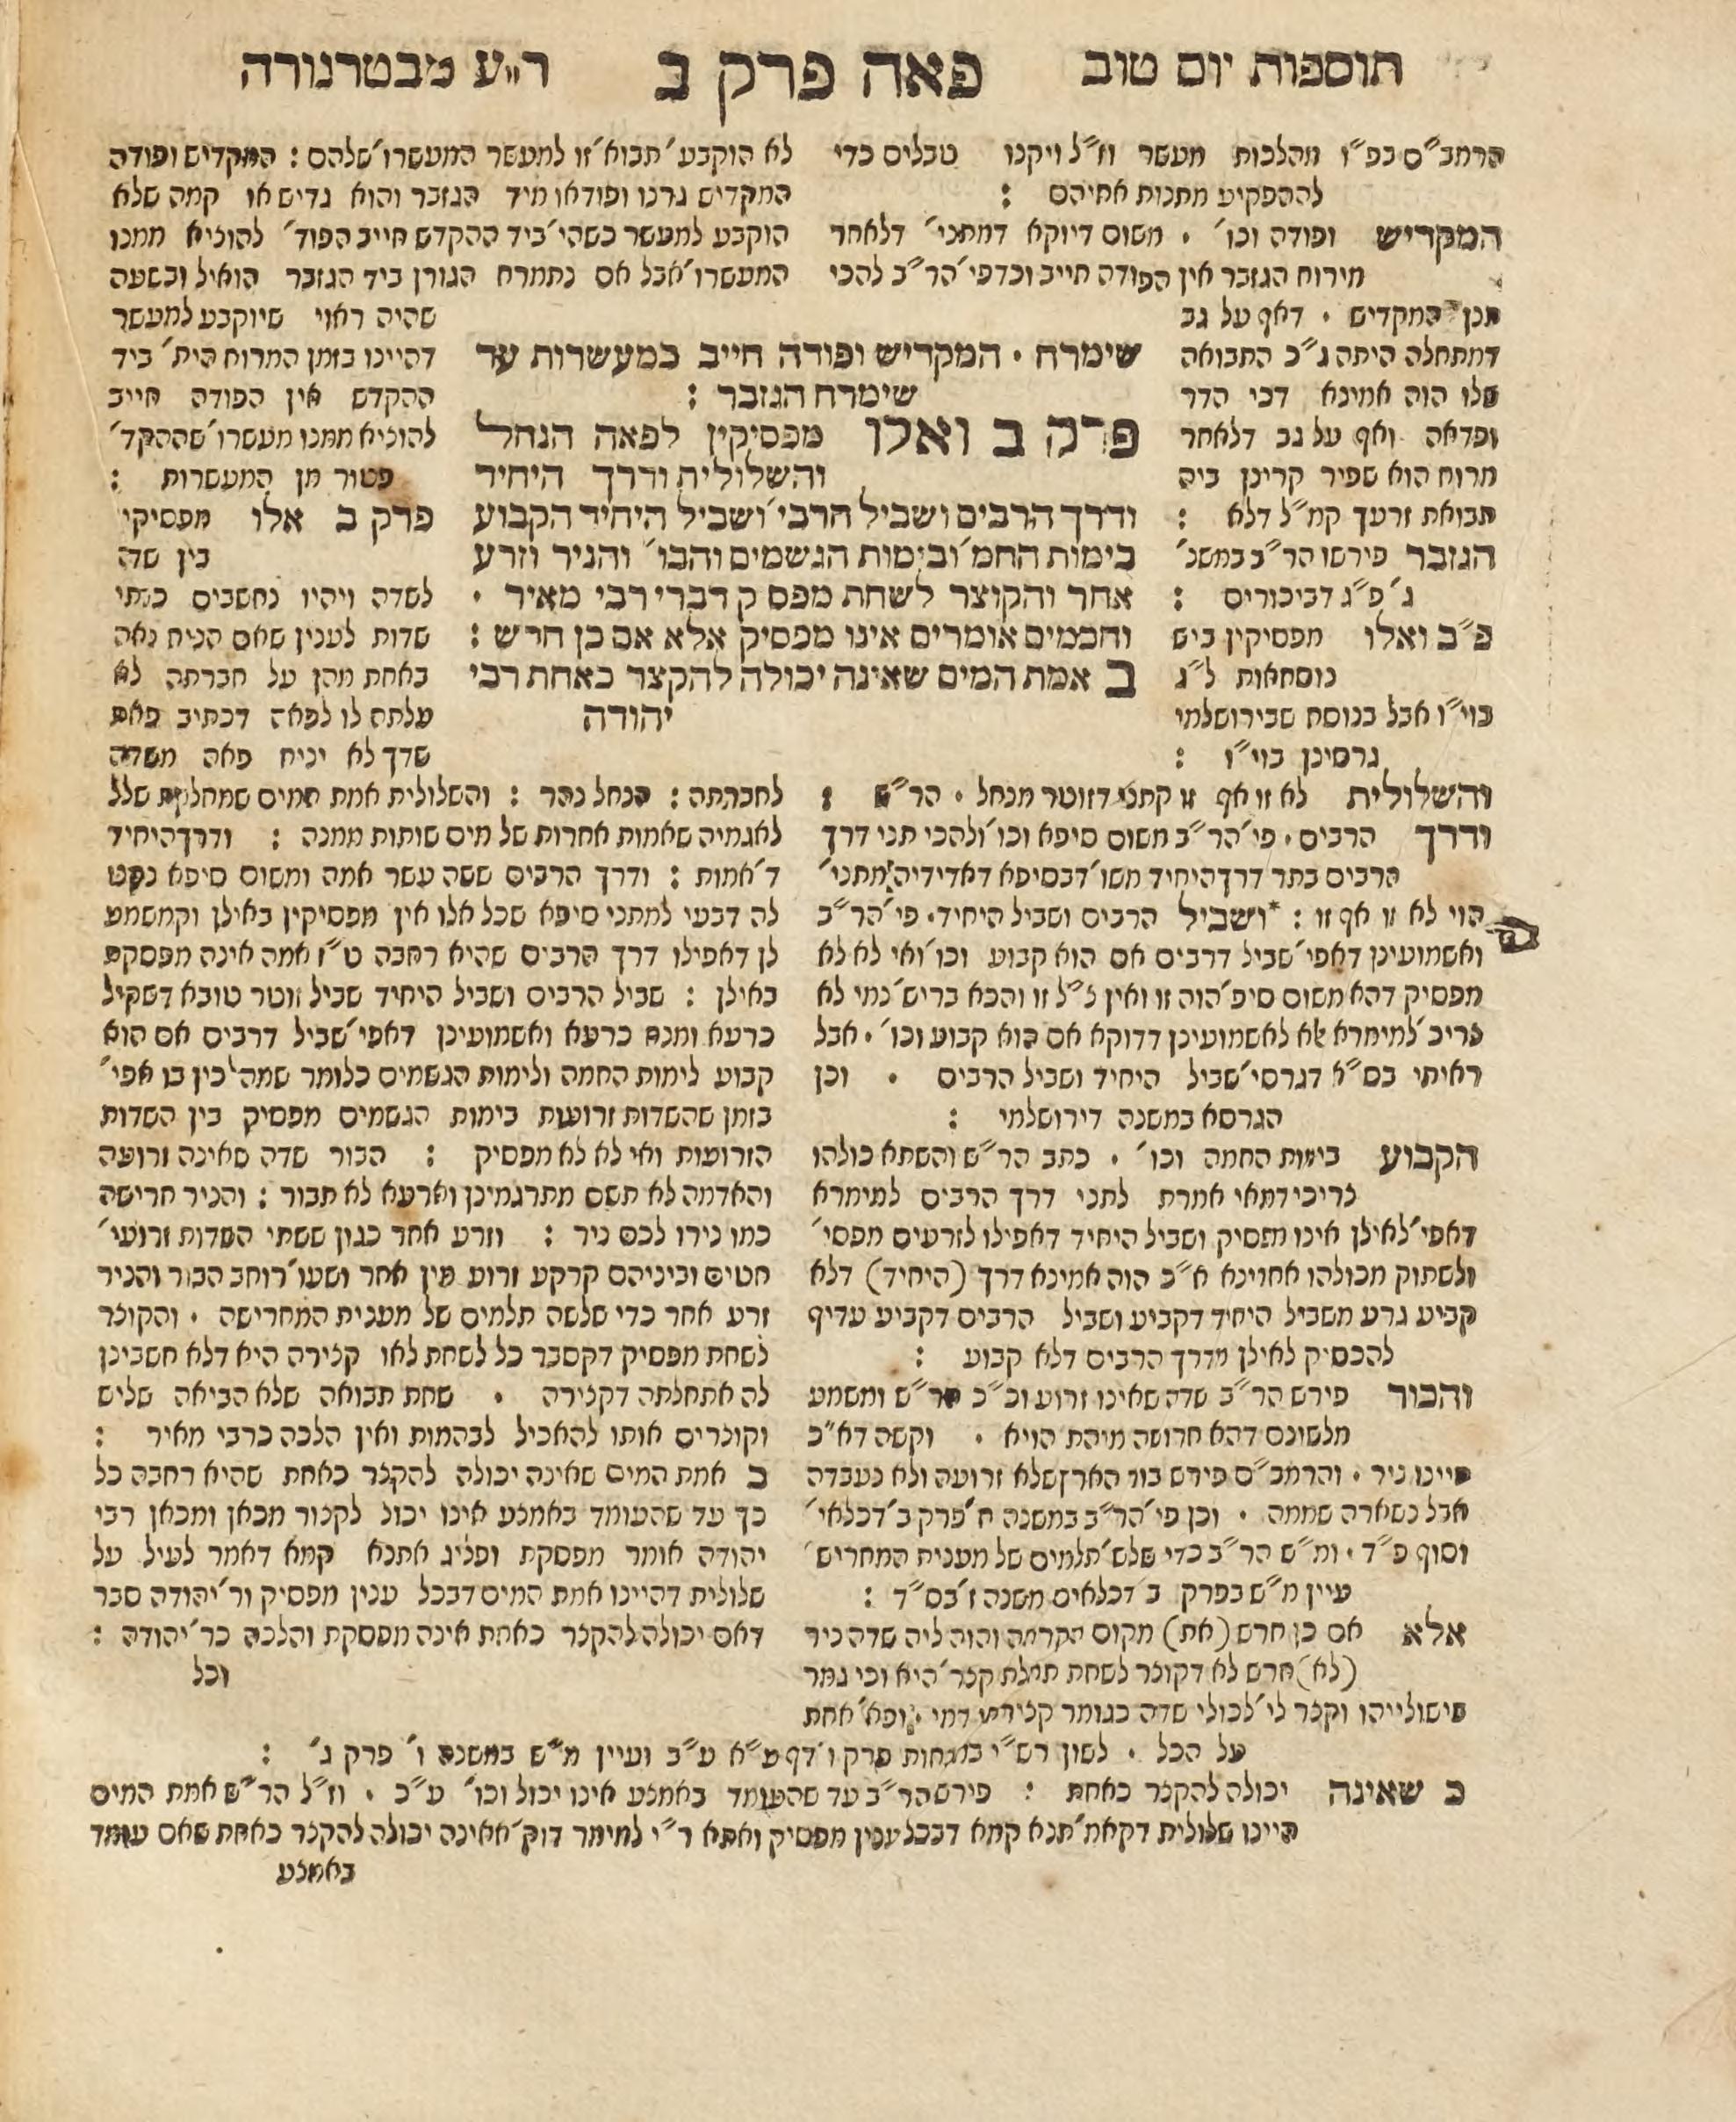 תוספות יום טוב
פאה פרק ב
ר"ע מברטנורה
הרמב"ם בפ"ו מהלכות מעשר וז"ל ויקנו טבלים כדי
להפקיע מתנות אחיהם :
המקדיש ופודה וכו' . משום דיוקא דמתני' דלאחר
מירוח הגזבר אין הפודה חייב וכדפי' הר"ב להכי
תנן המקדיש . דאף על גב
דמתחלה היתה ג"כ התבואה
שלו הוה אמינא דכי הדר
ופדאה ואף על גב דלאחר
מרוח הוא שפיר קרינן ביה
תבואת זרעך קמ"ל דלא :
הגזבר פירשו הר"ב במשנ'
ג' פ"ג דביכורים :
פ"ב ואלו מפסיקין ביש
נוסחאות ל"ג
בוי"ו אבל בנוסח שבירושלמי
גרסינן בוי"ו :
והשלולית לא זו אף זו קתני דזוטר מנחל . הר"ש :
ודרך הרבים . פי' הר"ב משום סיפא וכו' ולהכי תני דרך
הרבים בתר דרך היחיד משו' דבסיפא דאדידיה מתני'
הוי לא זו אף זו : *ושביל הרבים ושביל היחיד . פי' הר"ב
ואשמועינן דאפי' שביל דרבים אם הוא קבוע וכו' ואי לא לא
מפסיק דהא משום סיפ' הוה זו ואין צ"ל זו והכא בריש' נמי לא
צריכ' למימרא אלא לאשמועינן דדוקא אם הוא קבוע וכו' . אבל
ראיתי בס"א דגרסי' שביל היחיד ושביל הרבים . וכן
הגרסא במשנה דירושלמי :
הקבוע בימות החמה וכו' . כתב הר"ש והשתא כולהו
צריכי דמאי אמרת לתני דרך הרבים למימרא
דאפי' לאילן אינו מפסיק ושביל היחיד דאפילו לזרעים מפסי'
ולשתוק מכולהו אחרינא א"כ הוה אמינא דרך (היחיד) דלא
קביע גרע משביל היחיד דקביע ושביל הרבים דקביע עדיף
להפסיק לאילן מדרך הרבים דלא קבוע :
והבור פירש הר"ב שדה שאינו זרוע וכ"כ הר"ש ומשמע
מלשונם דהא חרושה מיהת הויא . וקשה דא"כ
היינו ניר . והרמב"ם פירש בור הארץ שלא זרועה ולא נעבדה
אבל נשארה שממה . וכן פי' הר"ב במשנה ח' פרק ב' דכלאי'
וסוף פ"ד . ומ"ש הר"ב כדי שלש' תלמים של מענית המחריש'
עיין מ"ש בפרק ב' דכלאים משנה ו' בס"ד :
אלא אם כן חרש (את) מקום הקרחה והוה ליה שדה ניר
(לא) חרש לא דקוצר לשחת תחלת קצר' היא וכי גמר
שישולייהו וקצר לי' לכולי שדה כגומר קצירתו דמי . ופא' אחת
על הכל . לשון רש"י במנחות פרק ו' דף ע"א ע"ב ועיין מ"ש במשנה ו' פרק ג' :
ב שאינה יכולה להקצר כאחת : פירש הר"ב עד שהעומד באמצע אינו יכול וכו' ע"כ . וז"ל הר"ש אמת המים
היינו שלולית דקאמ' תנא קמא דבכל ענין מפסיק ואתא ר"י למימר דוק' אאינה יכולה להקצר כאחת שאם עומד
באמצע
שימרח . המקדיש ופודה חייב במעשרות עד
שימרח הגזבר :
פרק ב ואלו מפסיקין לפאה הנחל
והשלולית ודרך היחיד
ודרך הרבים ושביל הרבי' ושביל היחיד הקבוע
בימות החמ' ובימות הגשמים והבו' והניר וזרע
אחר והקוצר לשחת מפסק דברי רבי מאיר .
וחכמים אומרים אינו מפסיק אלא אם כן חרש :
ב אמת המים שאינה יכולה להקצר כאחת רבי
יהודה
לא הוקבע' תבוא' זו למעשר המעשרו' שלהם : המקדיש ופודה
המקדיש גרנו ופודאו מיד הגזבר והוא גדיש או קמה שלא
הוקבע למעשר כשהי' ביד ההקדש חייב הפוד' להוציא ממנו
המעשרו' אבל אם נתמרח הגורן ביד הגזבר הואיל ובשעה
שהיה ראוי שיוקבע למעשר
דהיינו בזמן המרוח הית' ביד
ההקדש אין הפודה חייב
להוציא ממנו מעשרו' שההקד'
פטור מן המעשרות :
פרק ב אלו מפסיקי'
בין שדה
לשדה ויהיו נחשבים כשתי
שדות לענין שאם הניח פאה
באחת מהן על חברתה לא
עלתה לו לפאה דכתיב פאת
שדך לא יניח פאה משדה
לחברתה : הנחל נהר : והשלולית אמת המים שמחלקת שלל
לאגמיה שאמות אחרות של מים שותות ממנה : ודרך היחיד
ד' אמות : ודרך הרבים ששה עשר אמה ומשום סיפא נקט
לה דבעי למתני סיפא שכל אלו אין מפסיקין באילן וקמשמע
לן דאפילו דרך הרבים שהיא רחבה ט"ז אמה אינה מפסקת
באילן : שביל הרבים ושביל היחיד שביל זוטר טובא דשקיל
כרעא ומנח כרעא ואשמועינן דאפי' שביל דרבים אם הוא
קבוע לימות החמה ולימות הגשמים כלומר שמהלכין בו אפי'
בזמן שהשדות זרועות בימות הגשמים מפסיק בין השדות
הזרועות ואי לא לא מפסיק : הבור שדה שאינה זרועה
והאדמה לא תשם מתרגמינן וארעא לא תבור : והניר חרישה
כמו נירו לכם ניר : וזרע אחר כגון ששתי השדות זרועי'
חטים וביניהם קרקע זרוע מין אחר ושעו' רוחב הבור והניר
זרע אחר כדי שלשה תלמים של מענית המחרישה . והקוצר
לשחת מפסיק דקסבר כל לשחת לאו קצירה היא דלא חשבינן
לה אתחלתה דקצירה . שחת תבואה שלא הביאה שליש
וקוצרים אותו להאכיל לבהמות ואין הלכה כרבי מאיר :
ב אמת המים שאינה יכולה להקצר כאחת שהיא רחבה כל
כך עד שהעומד באמצע אינו יכול לקצור מכאן ומכאן רבי
יהודה אומר מפסקת ופליג אתנא קמא דאמר לעיל על
שלולית דהיינו אמת המים דבכל ענין מפסיק ור' יהודה סבר
דאם יכולה להקצר כאחת אינה מפסקת והלכה כר' יהודה :
וכל